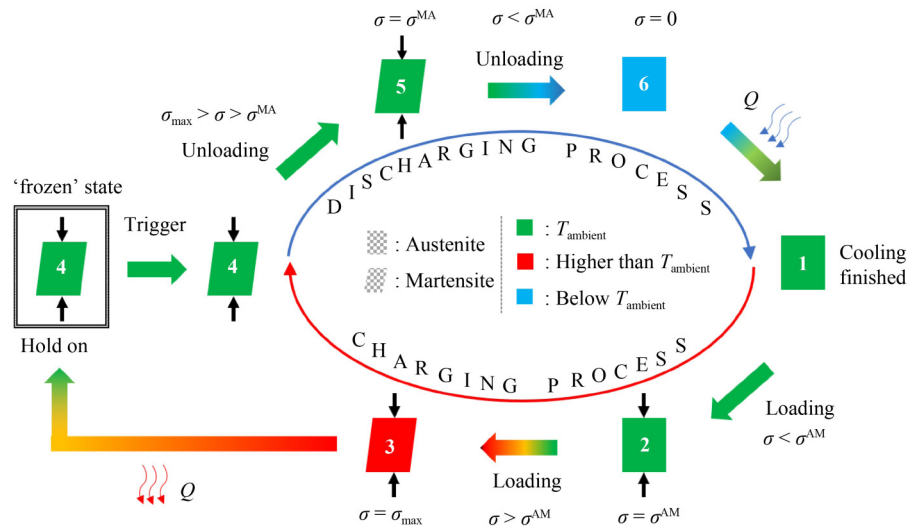 σ = σ^MA
σ < σ^MA
σ = 0
5
Unloading
6
Q
σ_max > σ > σ^MA
Unloading
DISCHARGING PROCESS
'frozen' state
4
Trigger
4
: Austenite
: Martensite
: T_ambient
: Higher than T_ambient
: Below T_ambient
1
Cooling
finished
Hold on
CHARGING PROCESS
Loading
σ < σ^AM
3
2
Q
Loading
σ = σ_max
σ > σ^AM
σ = σ^AM